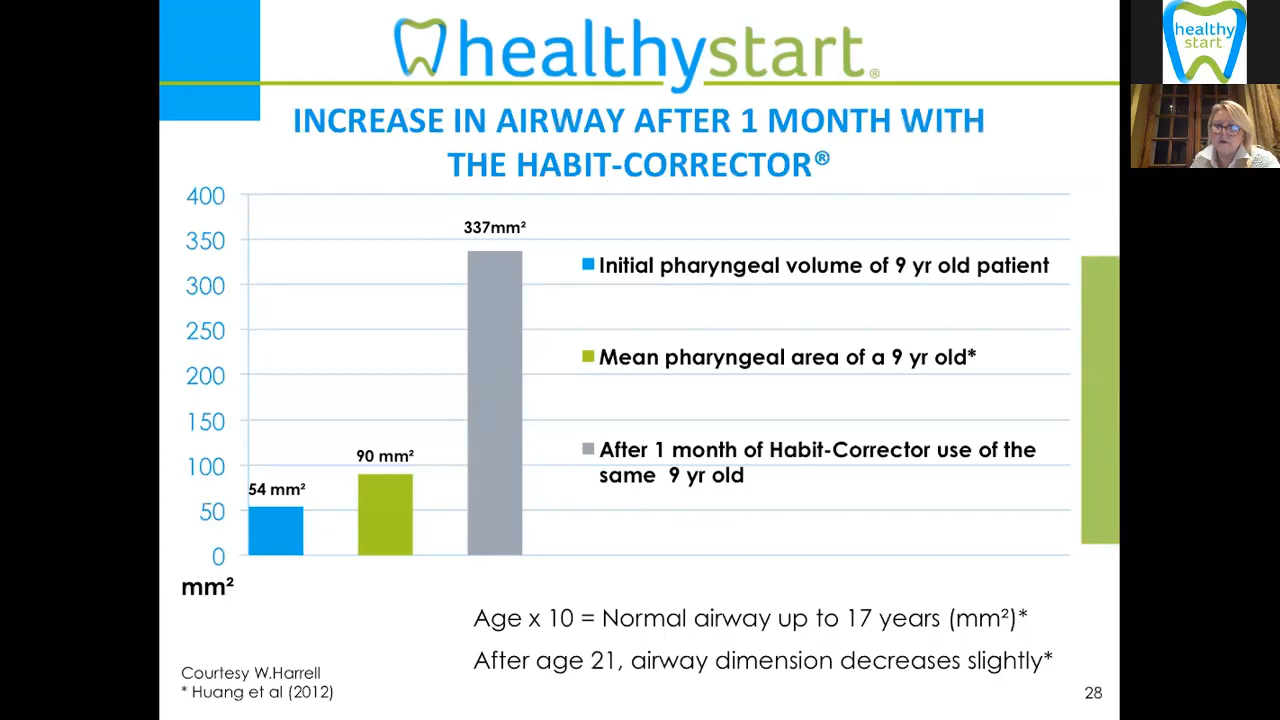 healthystart®
healthy
start
INCREASE IN AIRWAY AFTER 1 MONTH WITH
THE HABIT-CORRECTOR®
400
350
300
250
200
150
100
50
0
mm²
54 mm²
90 mm²
337mm²
Initial pharyngeal volume of 9 yr old patient
Mean pharyngeal area of a 9 yr old*
After 1 month of Habit-Corrector use of the
same 9 yr old
Age x 10 = Normal airway up to 17 years (mm²)*
After age 21, airway dimension decreases slightly*
Courtesy W.Harrell
* Huang et al (2012)
28